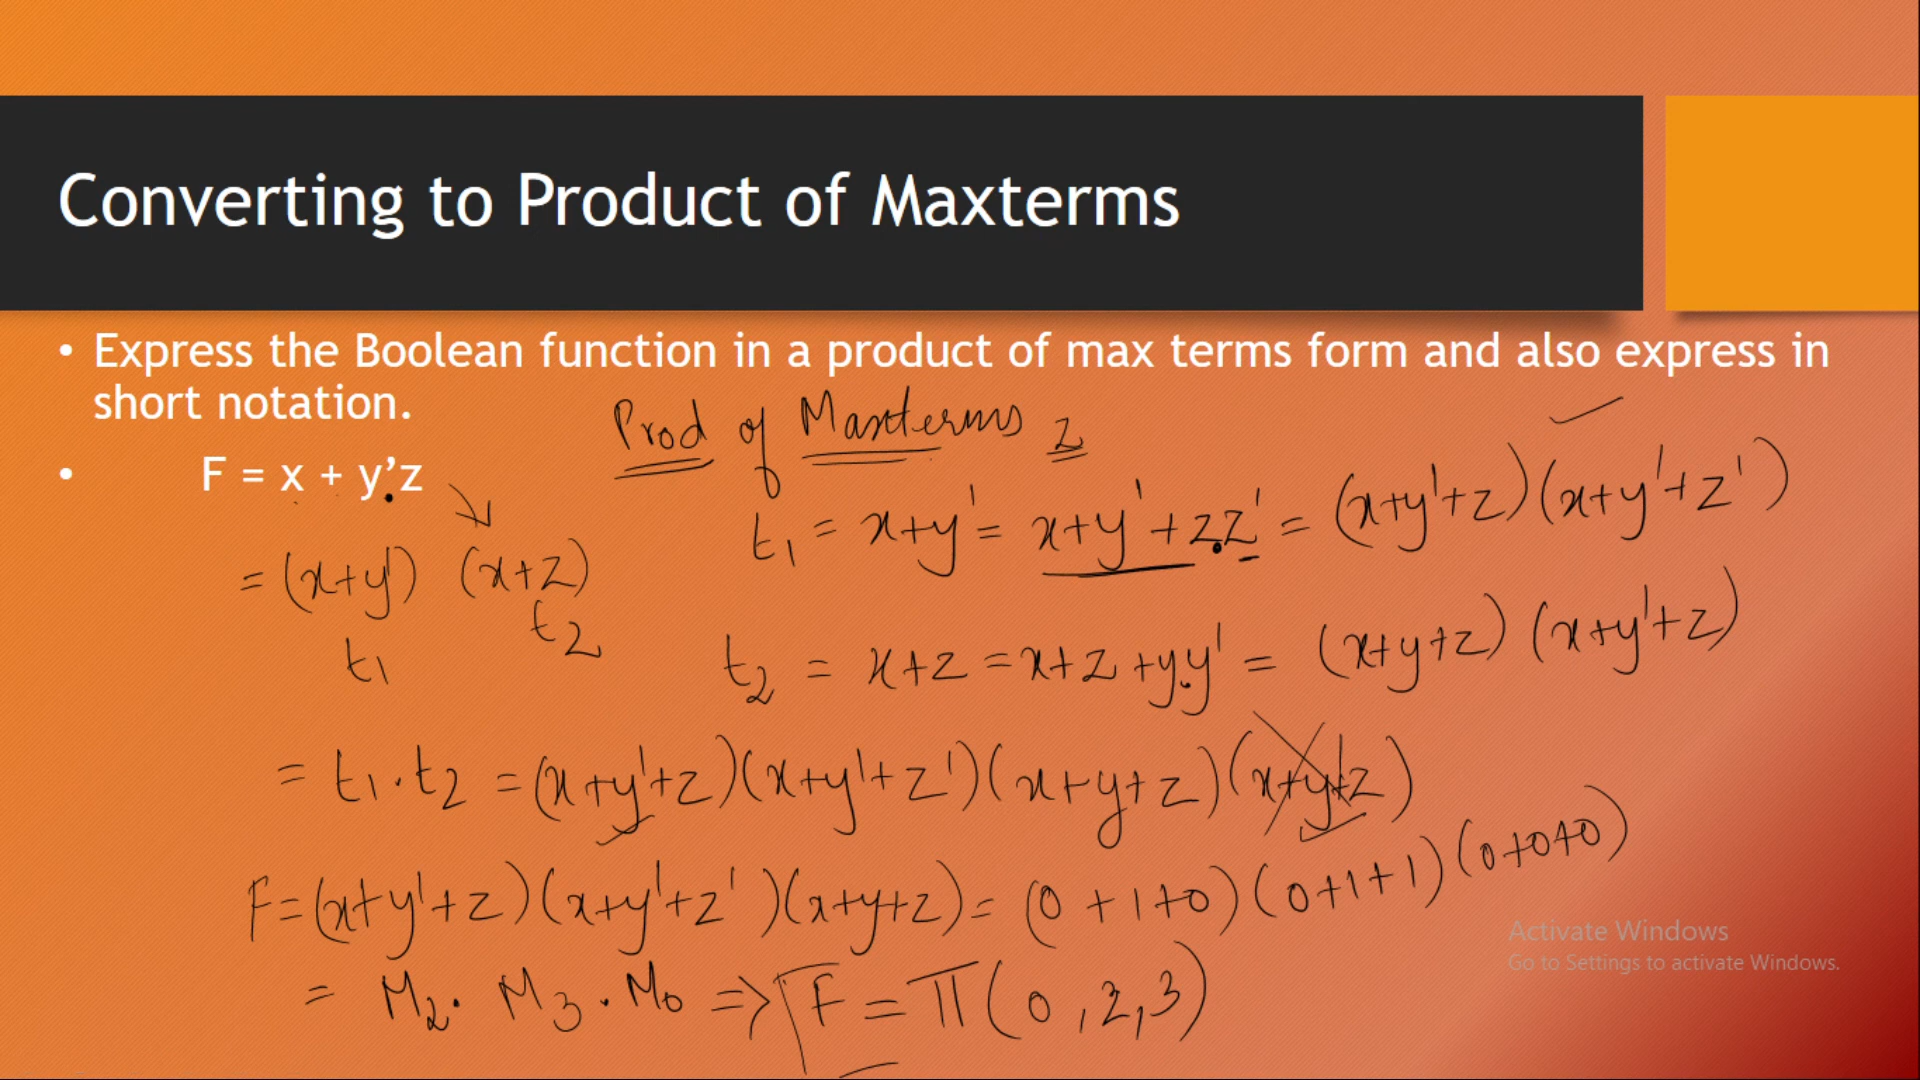 Converting to Product of Maxterms
• Express the Boolean function in a product of max terms form and also express in
short notation.
Prod of Maxterms z
• F = x + y’z
t1 = x+y' = x+y'+z.z' = (x+y'+z)(x+y'+z')
= (x+y') (x+z)
t1 t2
t2 = x+z = x+z+y.y' = (x+y+z) (x+y'+z)
= t1.t2 = (x+y'+z)(x+y'+z')(x+y+z)(x+y'+z)
F=(x+y'+z)(x+y'+z')(x+y+z)= (0+1+0)(0+1+1)(0+0+0)
= M2. M3.M0 => F = π(0,2,3)
Activate Windows
Go to Settings to activate Windows.